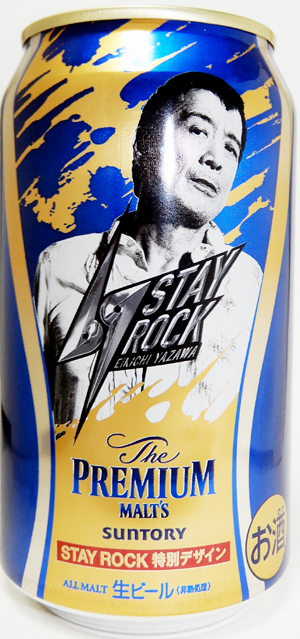 STAY
ROCK
EIKICHI YAZAWA
The
PREMIUM
MALT'S
SUNTORY
STAY ROCK 特別デザイン
お酒
ALL MALT 生ビール(非熱処理)